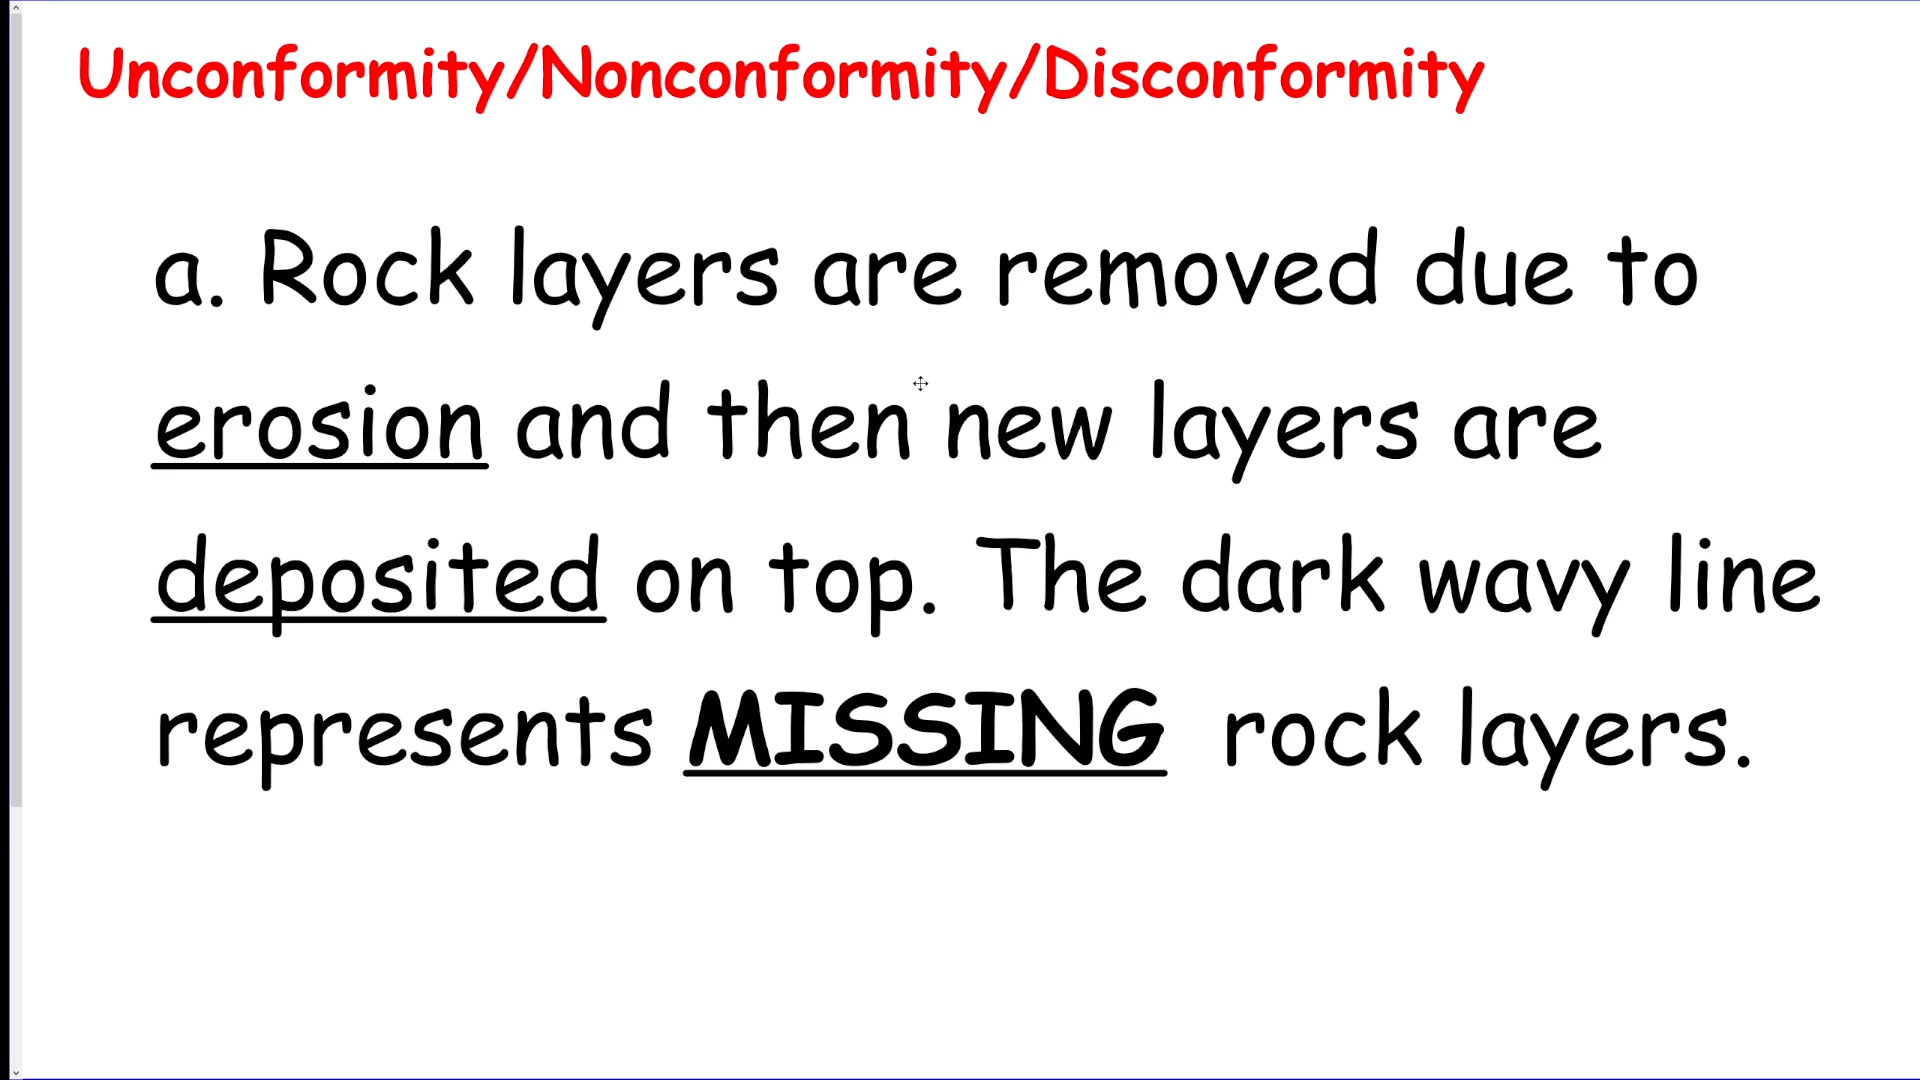 Unconformity/Nonconformity/Disconformity
a. Rock layers are removed due to
erosion and then new layers are
deposited on top. The dark wavy line
represents MISSING rock layers.